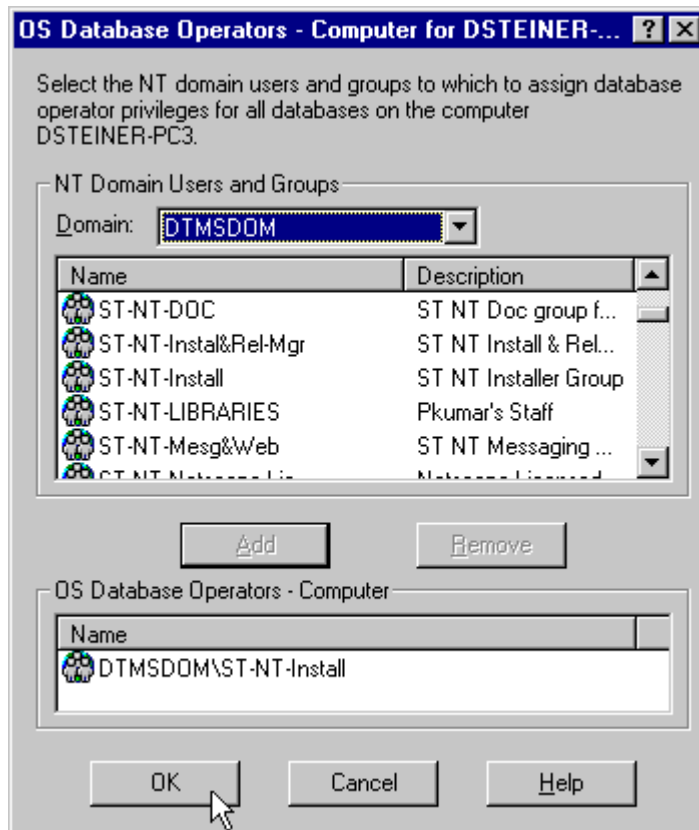 OS Database Operators - Computer for DSTEINER-...
Select the NT domain users and groups to which to assign database
operator privileges for all databases on the computer
DSTEINER-PC3.
NT Domain Users and Groups
Domain: DTMSDOM
Name Description
ST-NT-DOC ST NT Doc group f...
ST-NT-Instal&Rel-Mgr ST NT Install & Rel...
ST-NT-Install ST NT Installer Group
ST-NT-LIBRARIES Pkumar's Staff
ST-NT-Mesg&Web ST NT Messaging ...
Add Remove
OS Database Operators - Computer
Name
DTMSDOM\ST-NT-Install
OK Cancel Help